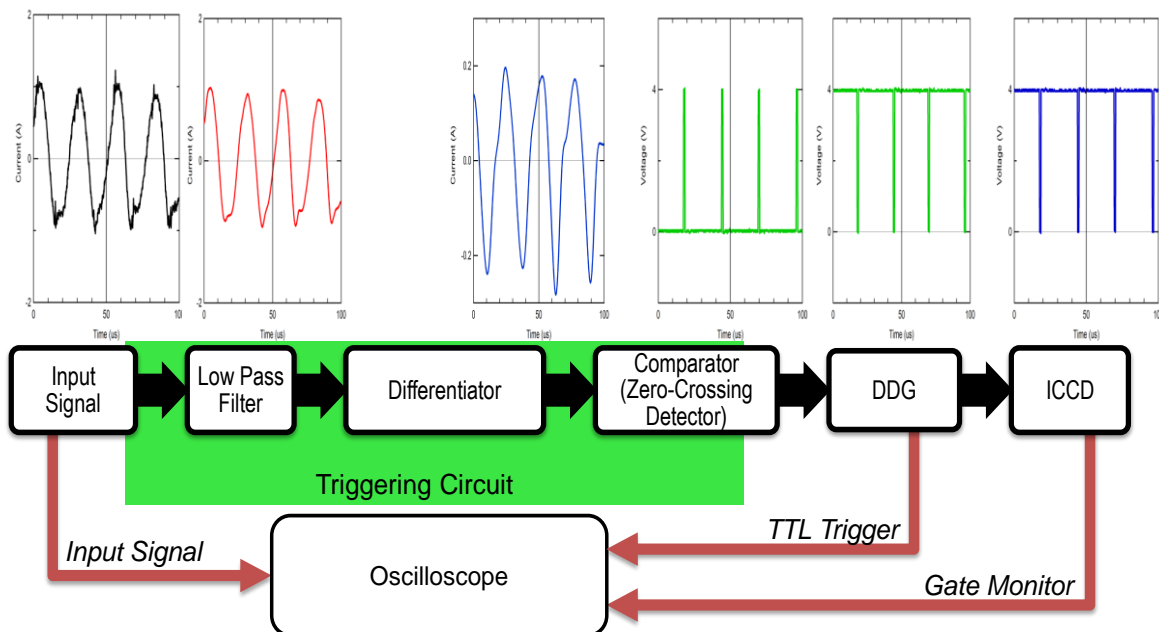 2
0
-2
Current (A)
0
50
100
Time (us)
2
0
-2
Current (A)
0
50
100
Time (us)
0.2
0.0
-0.2
Current (A)
0
50
100
Time (us)
4
0
Voltage (V)
0
50
100
Time (us)
4
0
Voltage (V)
0
50
100
Time (us)
4
0
Voltage (V)
0
50
100
Time (us)
Input
Signal
Low Pass
Filter
Differentiator
Comparator
(Zero-Crossing
Detector)
DDG
ICCD
Triggering Circuit
Input Signal
Oscilloscope
TTL Trigger
Gate Monitor